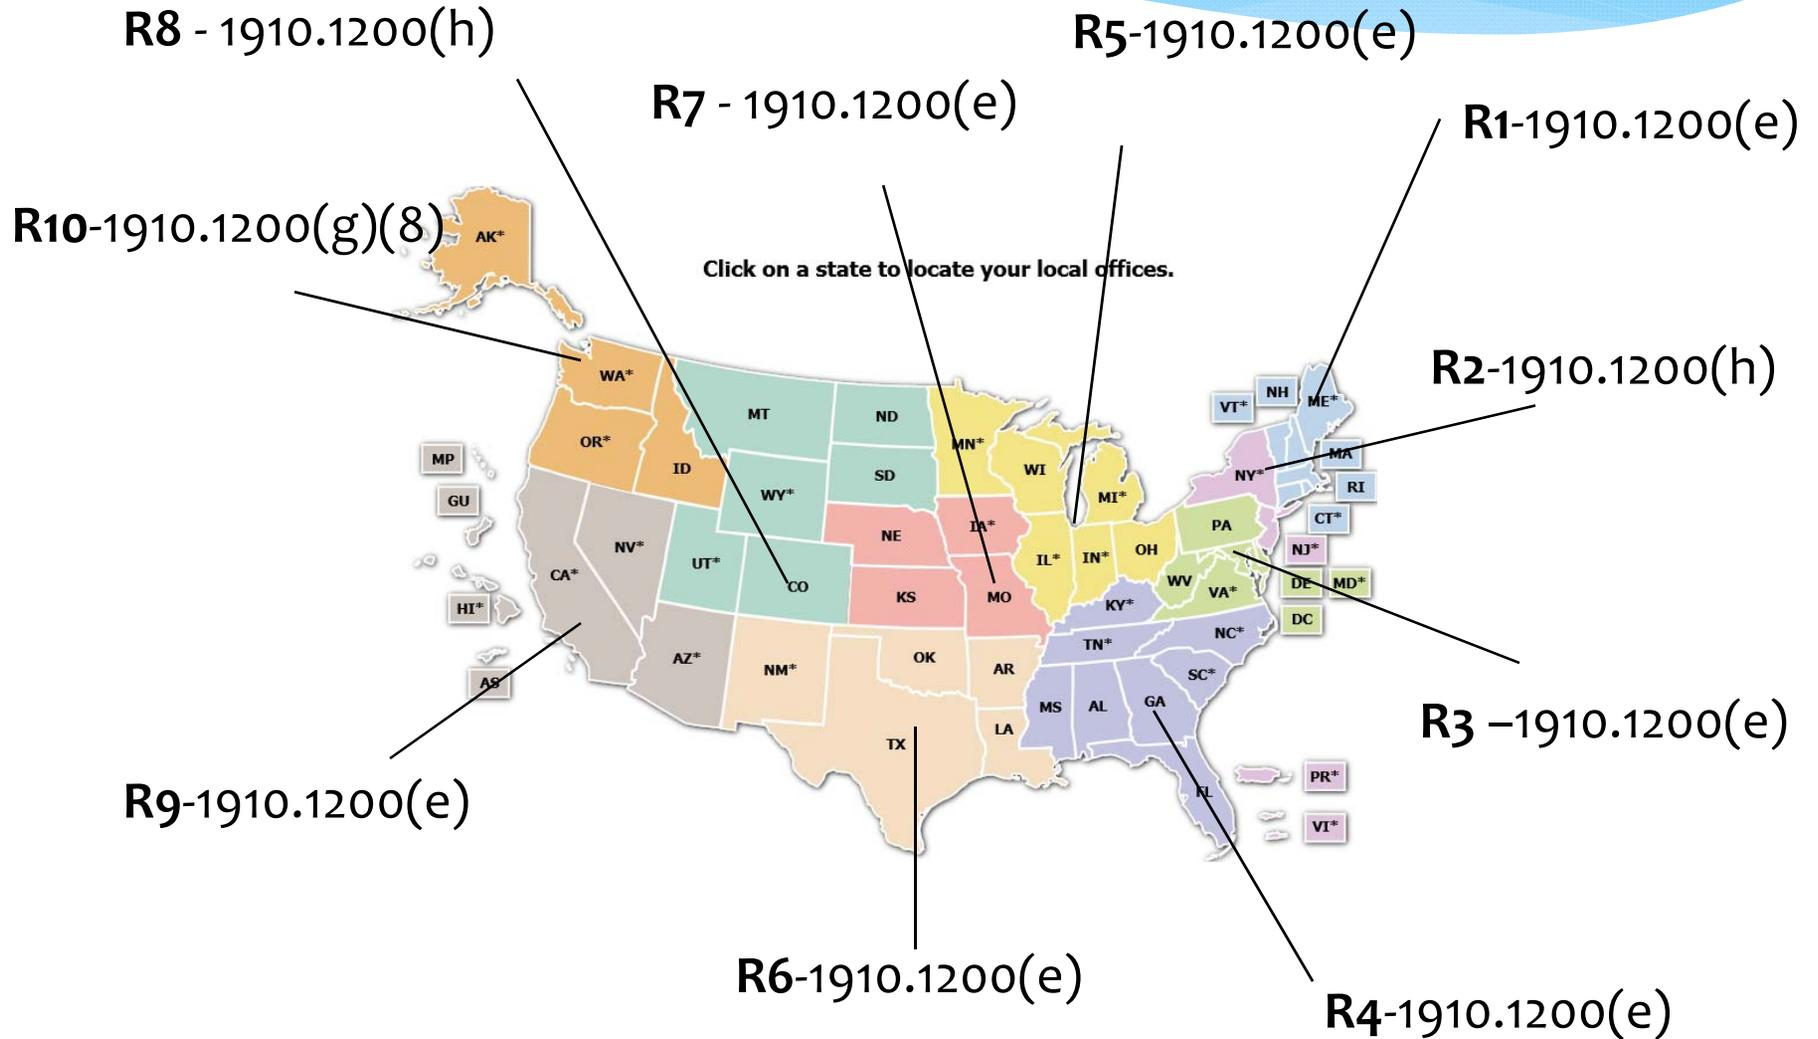 R8 - 1910.1200(h)
R5-1910.1200(e)
R7 - 1910.1200(e)
R1-1910.1200(e)
R10-1910.1200(g)(8)
AK*
Click on a state to locate your local offices.
R2-1910.1200(h)
WA*
MT
ND
MN*
VT*
NH
ME*
OR*
ID
MP
GU
WY*
SD
WI
MI*
NY*
MA
RI
CT*
NV*
CA*
UT*
CO
NE
IA*
IL*
IN*
OH
PA
NJ*
HI*
KS
MO
KY*
WV
VA*
DE
MD*
DC
AS
AZ*
NM*
OK
AR
TN*
NC*
SC*
TX
LA
MS
AL
GA
FL
PR*
VI*
R3 –1910.1200(e)
R9-1910.1200(e)
R6-1910.1200(e)
R4-1910.1200(e)